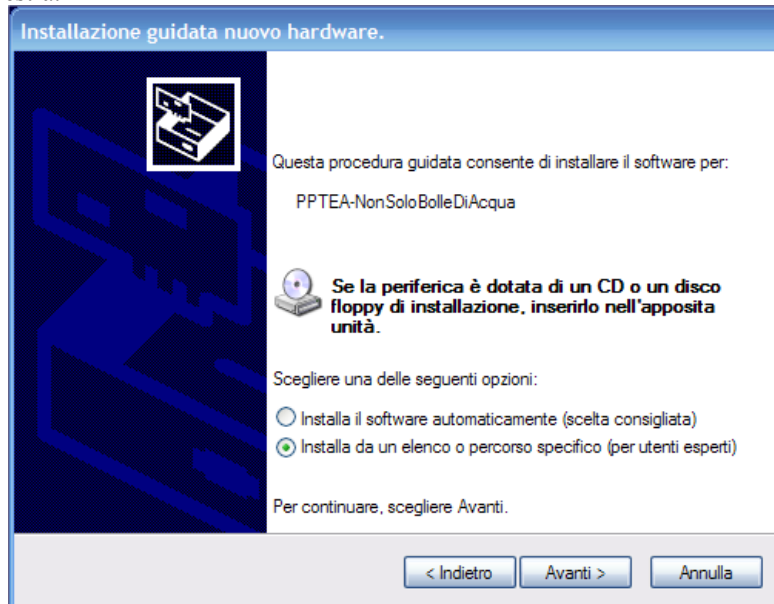 Installazione guidata nuovo hardware.
Questa procedura guidata consente di installare il software per:
PPTEA-NonSoloBolleDiAcqua
Se la periferica è dotata di un CD o un disco
floppy di installazione, inserirlo nell'apposita
unità.
Scegliere una delle seguenti opzioni:
Installa il software automaticamente (scelta consigliata)
Installa da un elenco o percorso specifico (per utenti esperti)
Per continuare, scegliere Avanti.
< Indietro
Avanti >
Annulla